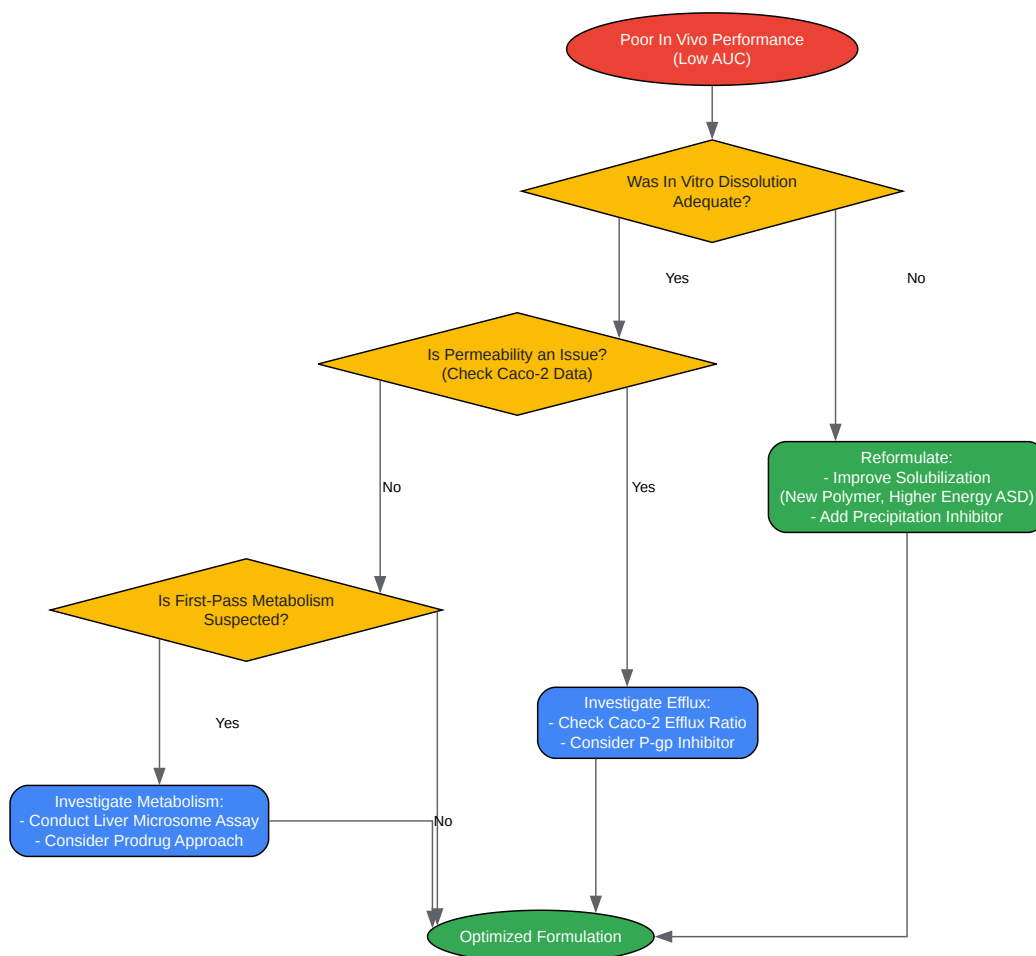 Poor In Vivo Performance
(Low AUC)
Was In Vitro Dissolution
Adequate?
Yes
No
Is Permeability an Issue?
(Check Caco-2 Data)
No
Yes
Reformulate:
- Improve Solubilization
(New Polymer, Higher Energy ASD)
- Add Precipitation Inhibitor
Is First-Pass Metabolism
Suspected?
Yes
Investigate Efflux:
- Check Caco-2 Efflux Ratio
- Consider P-gp Inhibitor
Investigate Metabolism:
- Conduct Liver Microsome Assay
- Consider Prodrug Approach
No
Optimized Formulation